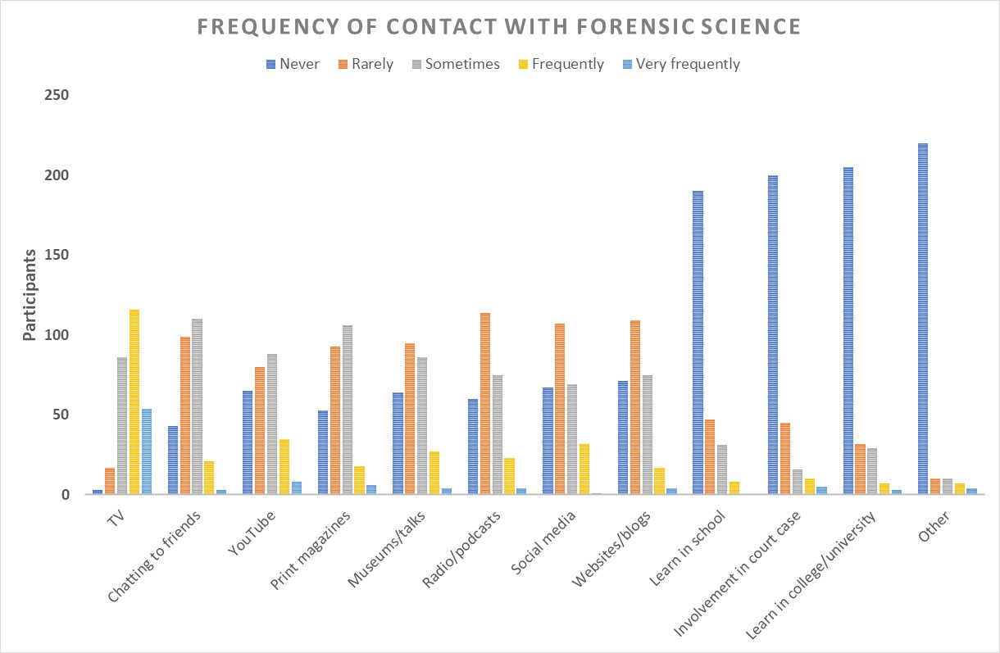 FREQUENCY OF CONTACT WITH FORENSIC SCIENCE
Never Rarely Sometimes Frequently Very frequently
250
200
150
100
50
0
Participants
TV
Chatting to friends
YouTube
Print magazines
Museums/talks
Radio/podcasts
Social media
Websites/blogs
Learn in school
Involvement in court case
Learn in college/university
Other